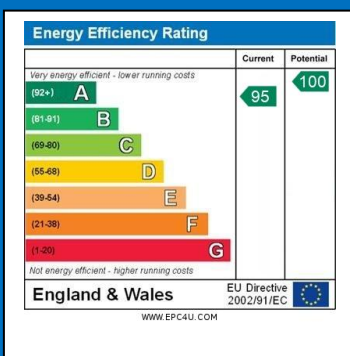 Energy Efficiency Rating
Current Potential
Very energy efficient - lower running costs
(92+) A 95 100
(81-91) B
(69-80) C
(55-68) D
(39-54) E
(21-38) F
(1-20) G
Not energy efficient - higher running costs
England & Wales EU Directive
2002/91/EC
WWW.EPC4U.COM